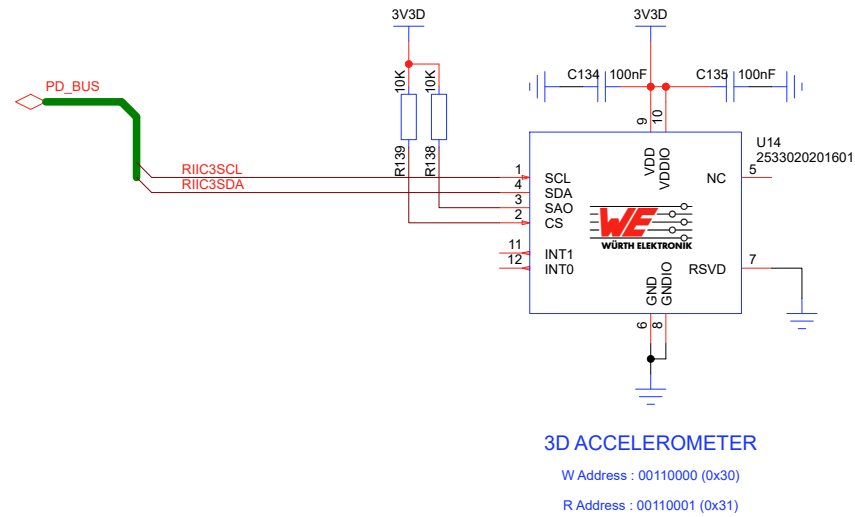 3V3D
3V3D
C134
100nF
C135
100nF
PD_BUS
10K
10K
R139
R138
9
10
U14
2533020201601
RIIC3SCL
1
SCL
VDD
VDDIO
NC
5
RIIC3SDA
4
SDA
3
SAO
2
CS
WE
WÜRTH ELEKTRONIK
11
INT1
12
INT0
RSVD
7
GND
GNDIO
6
8
3D ACCELEROMETER
W Address : 00110000 (0x30)
R Address : 00110001 (0x31)